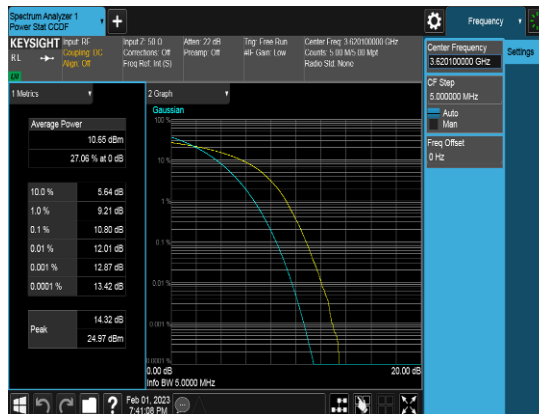 Spectrum Analyzer 1
Power Stat CCDF
Frequency
KEYSIGHT
RL
Input: RF
Coupling: DC
Align: Off
Input Z: 50 Ω
Corrections: Off
Freq Ref: Int (S)
Atten: 22 dB
Preamp: Off
Trig: Free Run
#IF Gain: Low
Center Freq: 3.620100000 GHz
Counts: 5.00 M/5.00 Mpt
Radio Std: None
Center Frequency
3.620100000 GHz
Settings
CF Step
5.000000 MHz
Auto
Man
Freq Offset
0 Hz
1 Metrics
Average Power
10.65 dBm
27.06 % at 0 dB
10.0 % 5.64 dB
1.0 % 9.21 dB
0.1 % 10.80 dB
0.01 % 12.01 dB
0.001 % 12.87 dB
0.0001 % 13.42 dB
Peak
14.32 dB
24.97 dBm
2 Graph
Gaussian
100 %
10 %
1 %
0.1 %
0.01 %
0.001 %
0.0001 %
0.00 dB
20.00 dB
Info BW 5.0000 MHz
Feb 01, 2023
7:41:08 PM